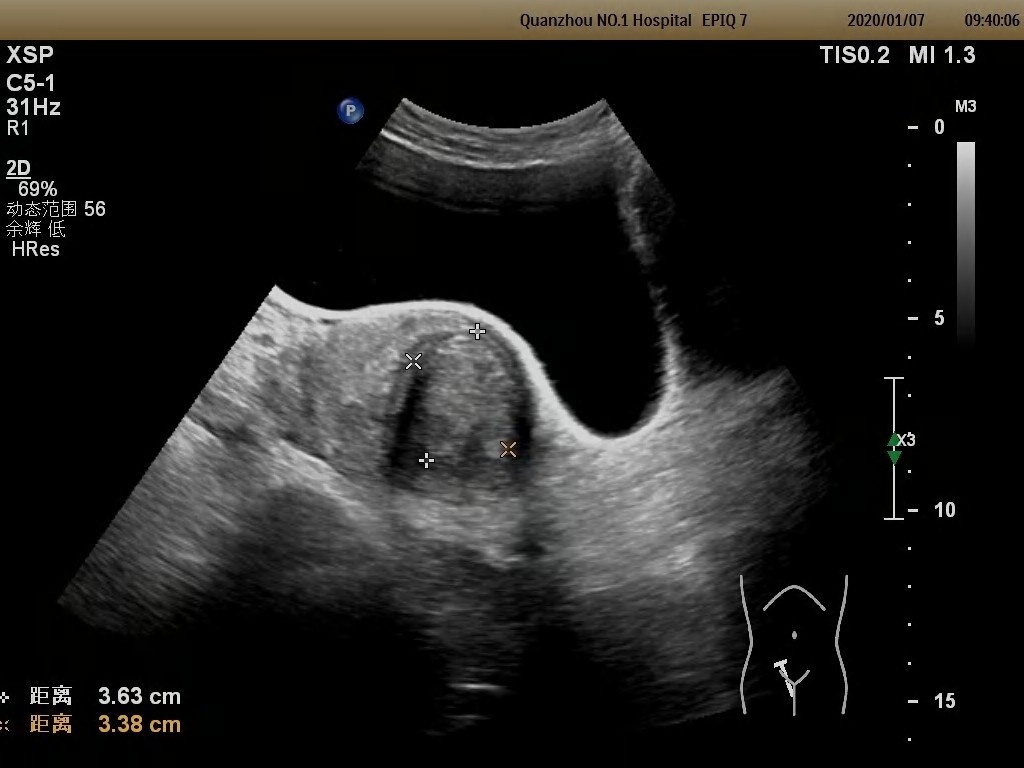 Quanzhou NO.1 Hospital EPIQ 7 2020/01/07 09:40:06
XSP TIS0.2 MI 1.3
C5-1
31Hz
R1
2D
69%
动态范围 56
余辉 低
HRes
P
M3
0
5
X3
10
15
距离 3.63 cm
距离 3.38 cm